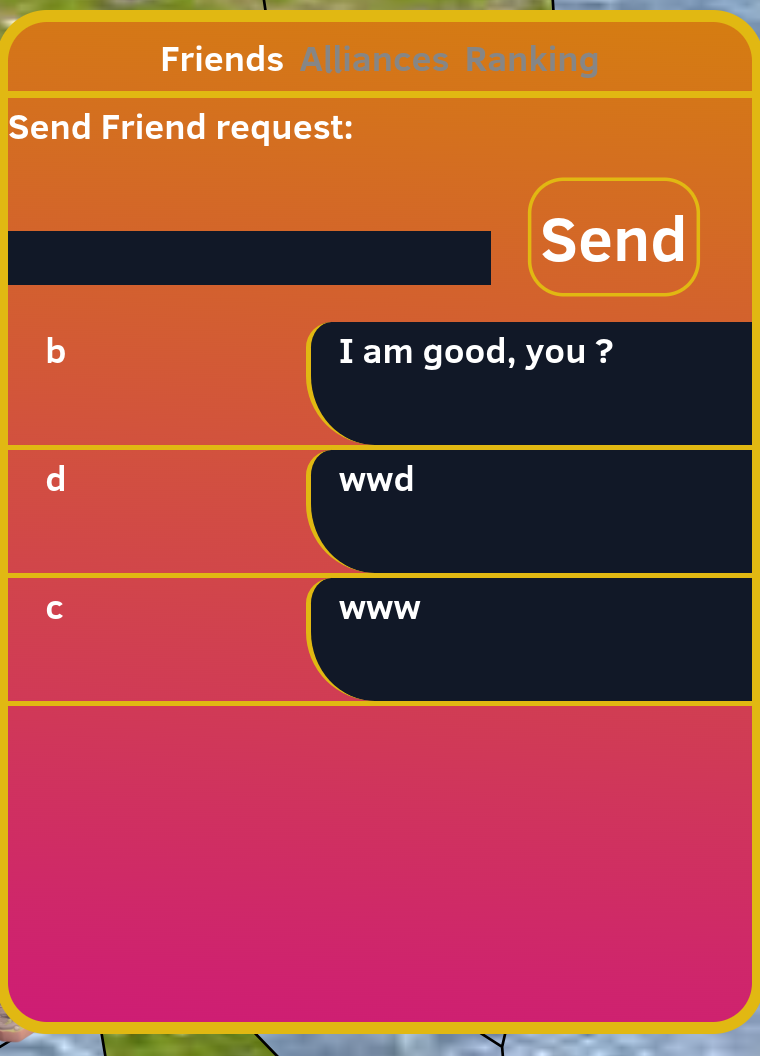 Friends Alliances Ranking
Send Friend request:
Send
b I am good, you ?
d wwd
c www